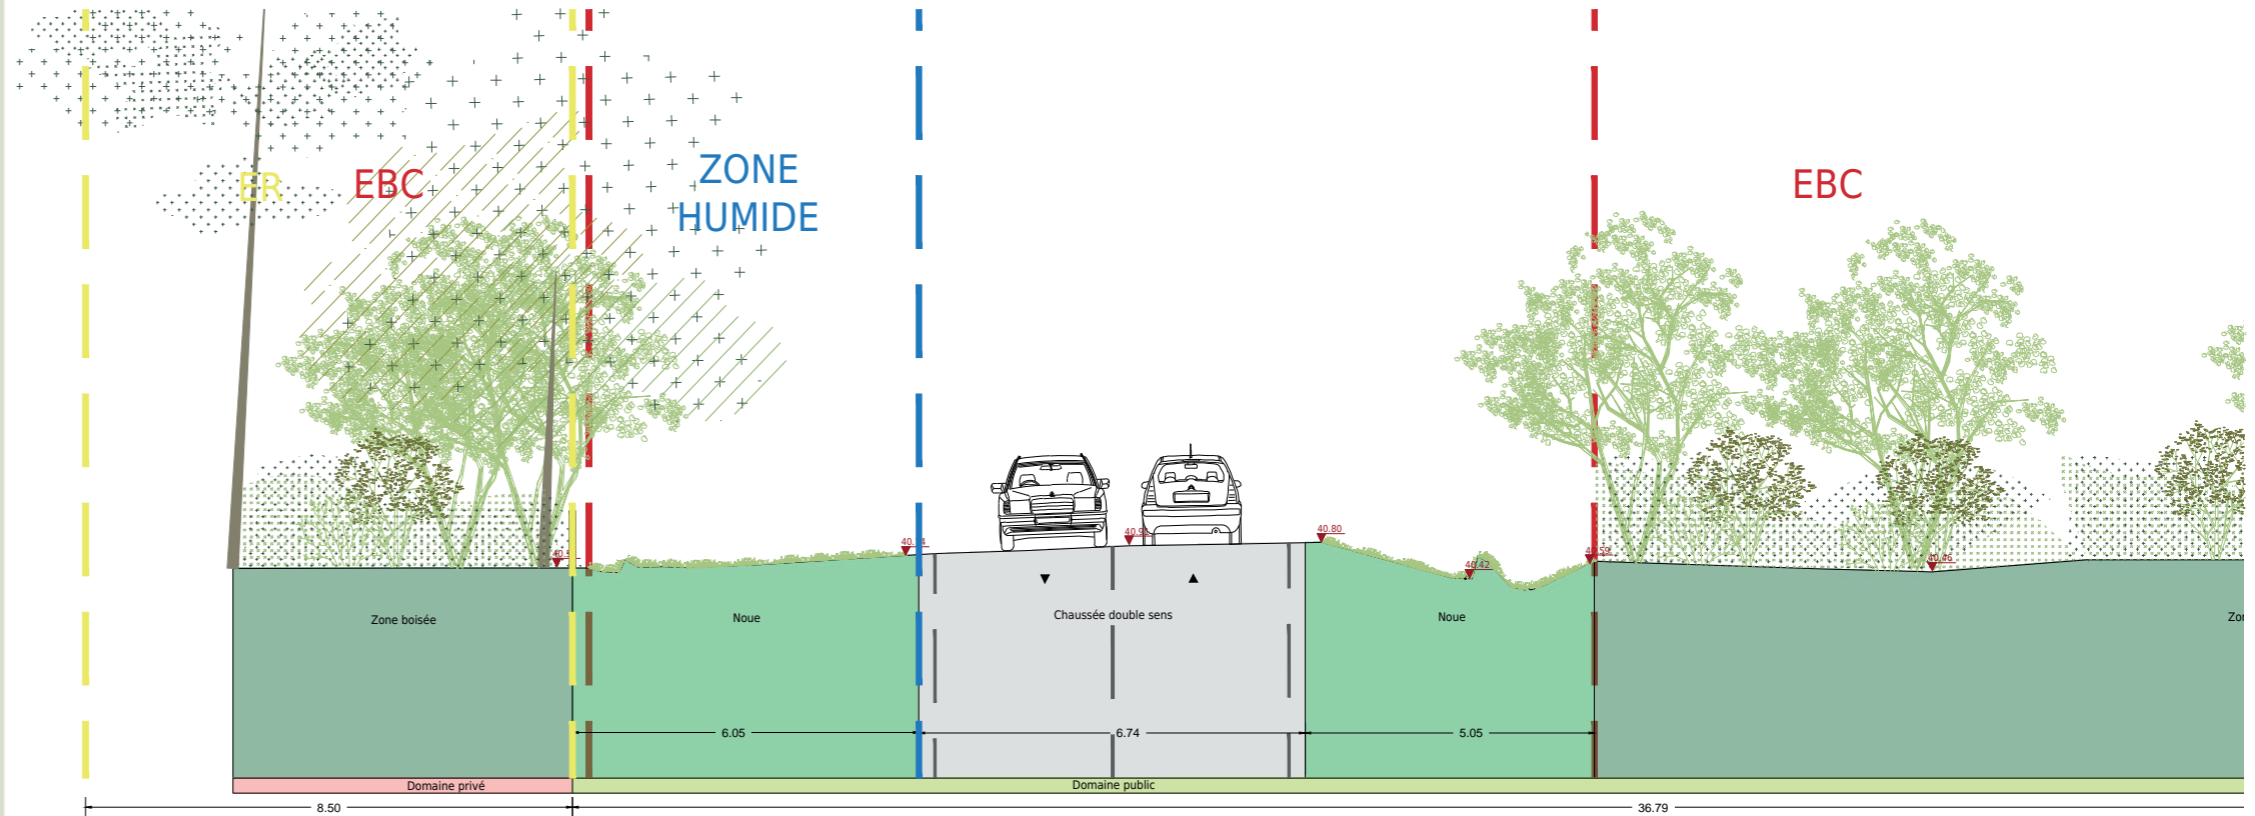 ER
EBC
ZONE
HUMIDE
EBC
40.80
40.42
40.59
40.46
Zone boisée
Noue
Chaussée double sens
Noue
6.05
6.74
5.05
Domaine privé
Domaine public
8.50
36.79